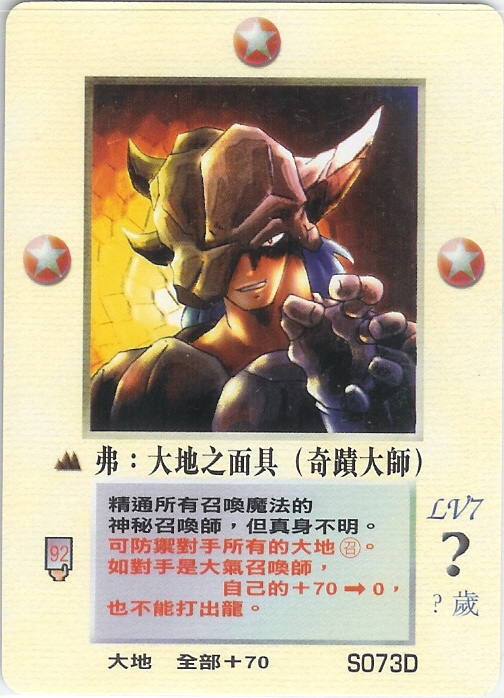 弗：大地之面具（奇蹟大師）
精通所有召喚魔法的
神秘召喚師，但真身不明。
可防禦對手所有的大地㊂。
如對手是大氣召喚師，
自己的＋70 ➡ 0，
也不能打出龍。
LV7
?
? 歲
92
大地　全部＋70
S073D